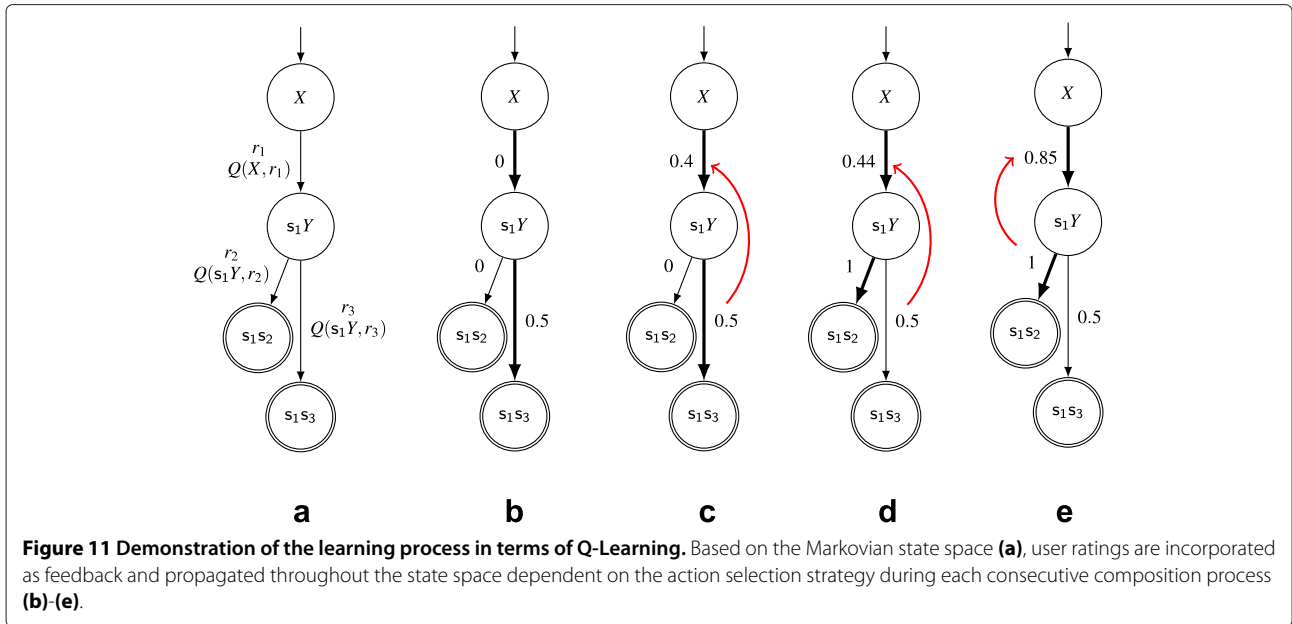 X
r₁
Q(X, r₁)
s₁Y
r₂
Q(s₁Y, r₂)
r₃
Q(s₁Y, r₃)
s₁s₂
s₁s₃
a
X
0
s₁Y
0
0.5
s₁s₂
s₁s₃
b
X
0.4
s₁Y
0
0.5
s₁s₂
s₁s₃
c
X
0.44
s₁Y
1
0.5
s₁s₂
s₁s₃
d
X
0.85
s₁Y
1
0.5
s₁s₂
s₁s₃
e
Figure 11 Demonstration of the learning process in terms of Q-Learning. Based on the Markovian state space (a), user ratings are incorporated
as feedback and propagated throughout the state space dependent on the action selection strategy during each consecutive composition process
(b)-(e).